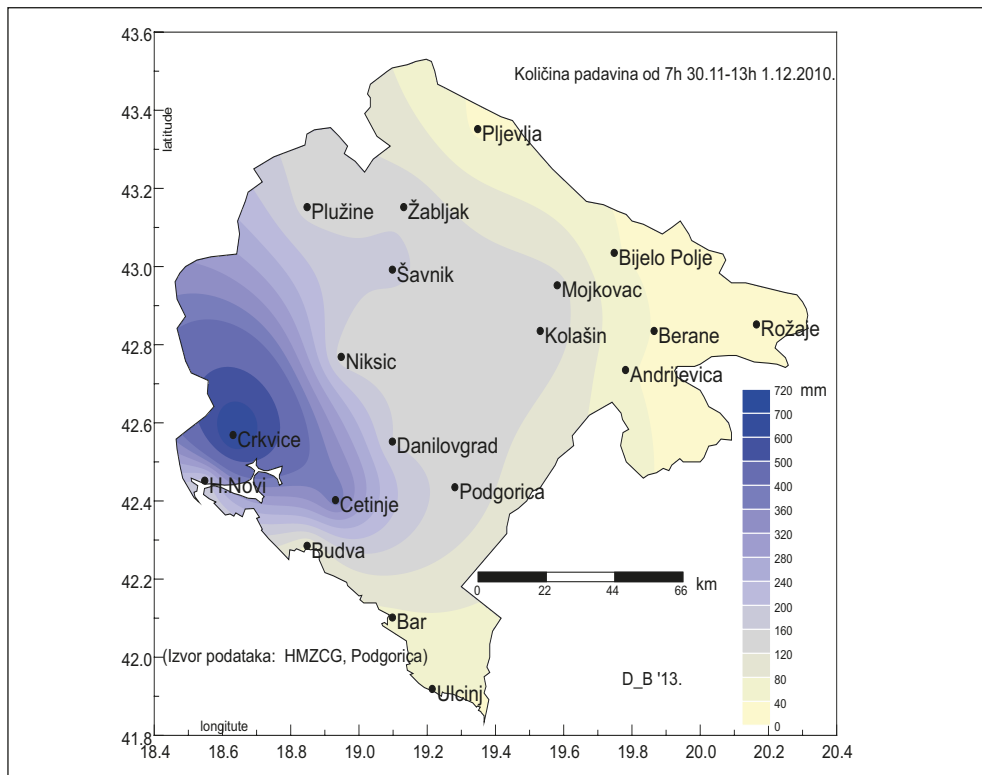 43.6
Količina padavina od 7h 30.11-13h 1.12.2010.
43.4
latitude
Pljevlja
43.2
Plužine
Žabljak
Bijelo Polje
43.0
Šavnik
Mojkovac
Kolašin
Berane
Rožaje
42.8
Niksic
Andrijevica
720 mm
700
42.6
600
Crkvice
Danilovgrad
500
H.Novi
Podgorica
400
42.4
Cetinje
360
320
Budva
280
240
42.2
0 22 44 66 km
200
Bar
160
42.0
(Izvor podataka: HMZCG, Podgorica)
120
D_B '13.
80
Ulcinj
40
longitute
0
41.8
18.4 18.6 18.8 19.0 19.2 19.4 19.6 19.8 20.0 20.2 20.4